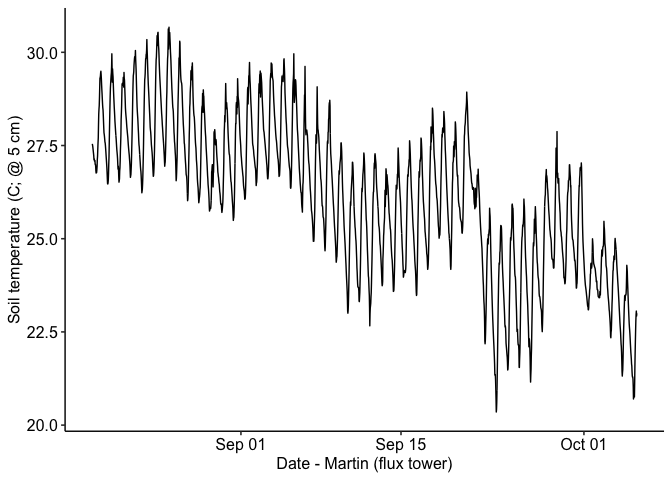 30.0
27.5
25.0
22.5
20.0
Soil temperature (C; @ 5 cm)
Sep 01
Sep 15
Oct 01
Date - Martin (flux tower)